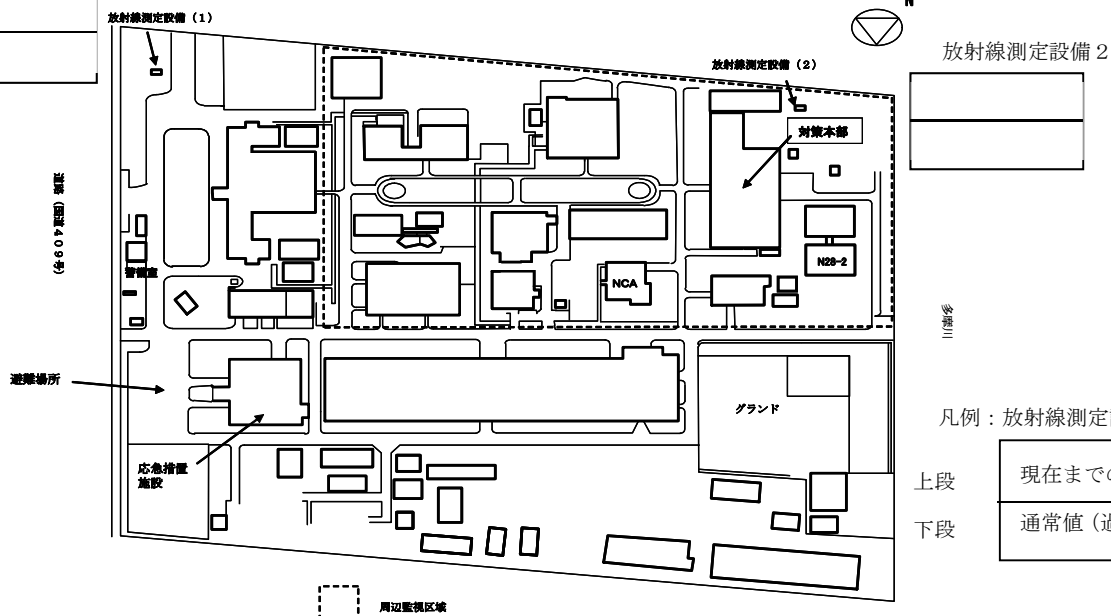 放射線測定設備（1）
N
放射線測定設備２
放射線測定設備（2）
対策本部
道路（国道４０９号）
警備室
N28-2
NCA
多摩川
避難場所
グランド
凡例：放射線測定
応急措置
施設
上段
現在まで
下段
通常値（
周辺監視区域